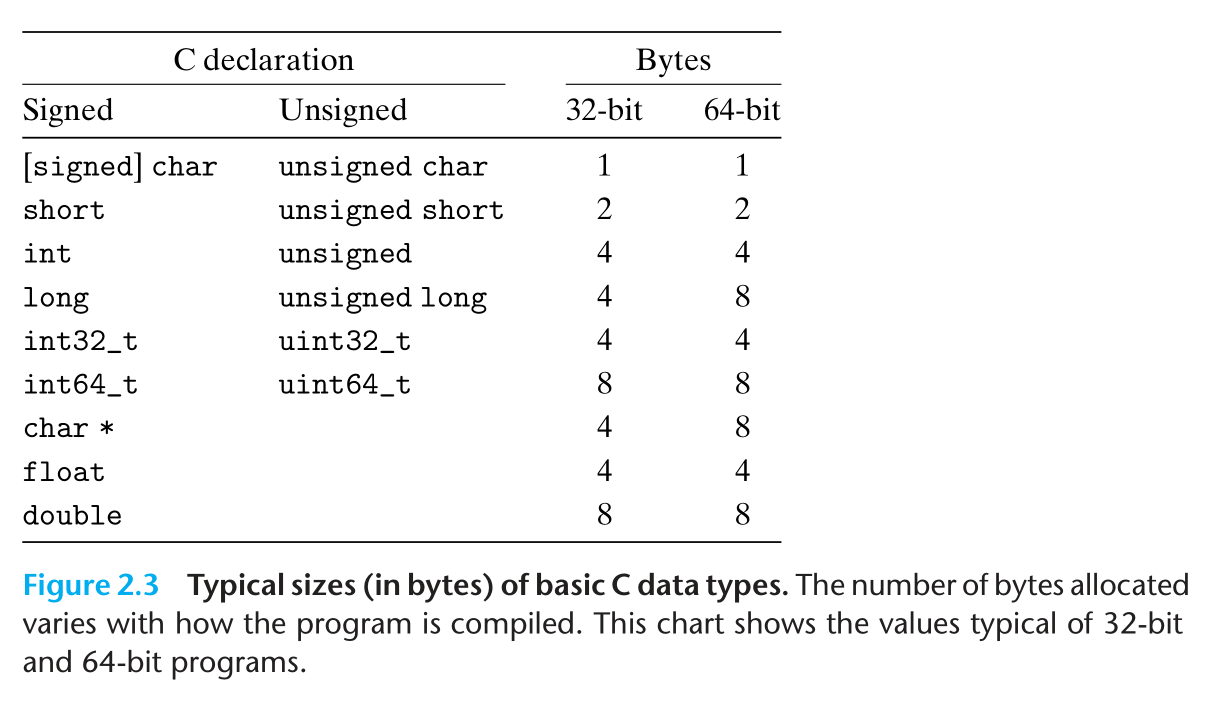 C declaration Bytes
Signed Unsigned 32-bit 64-bit
[signed] char unsigned char 1 1
short unsigned short 2 2
int unsigned 4 4
long unsigned long 4 8
int32_t uint32_t 4 4
int64_t uint64_t 8 8
char * 4 8
float 4 4
double 8 8
Figure 2.3 Typical sizes (in bytes) of basic C data types. The number of bytes allocated
varies with how the program is compiled. This chart shows the values typical of 32-bit
and 64-bit programs.